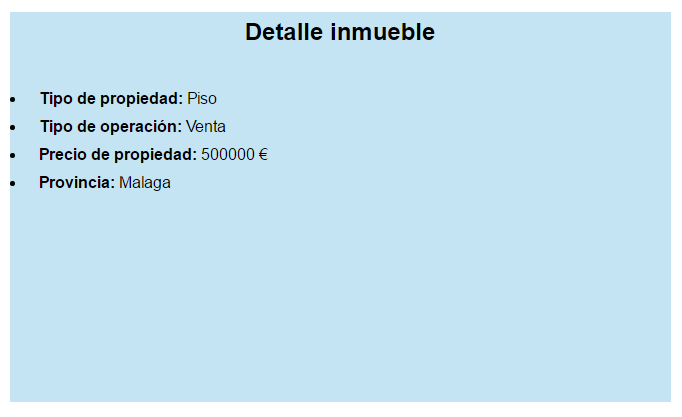 Detalle inmueble
Tipo de propiedad: Piso
Tipo de operación: Venta
Precio de propiedad: 500000 €
Provincia: Malaga